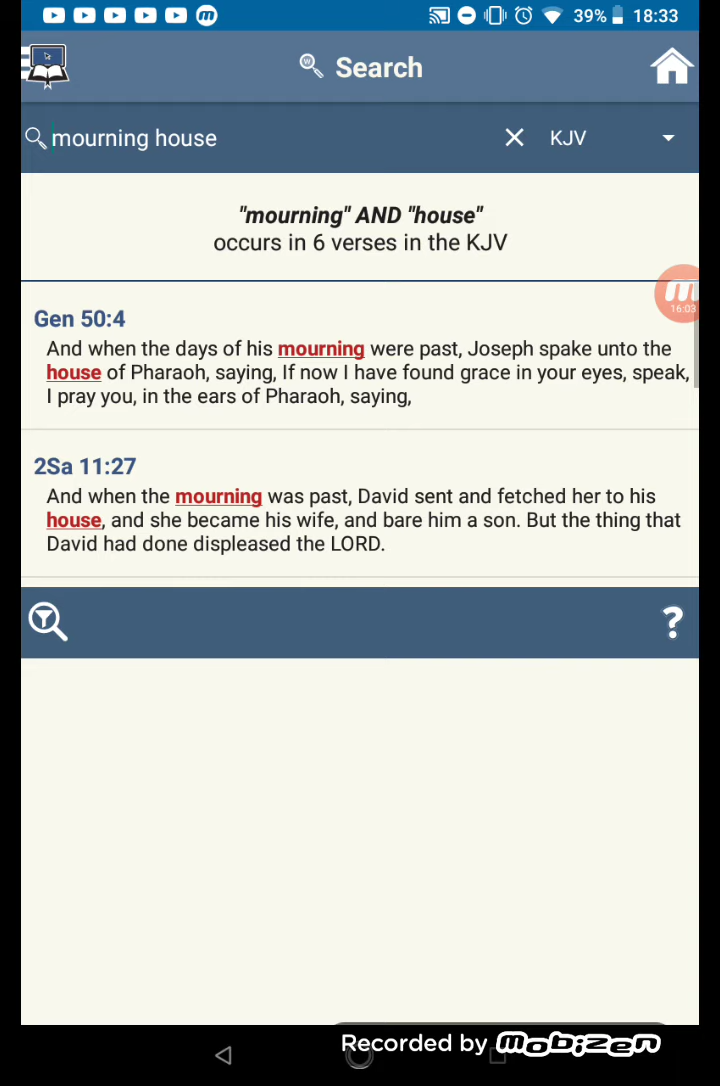 39% 18:33
Search
mourning house KJV
"mourning" AND "house"
occurs in 6 verses in the KJV
16:03
Gen 50:4
And when the days of his mourning were past, Joseph spake unto the
house of Pharaoh, saying, If now I have found grace in your eyes, speak,
I pray you, in the ears of Pharaoh, saying,
2Sa 11:27
And when the mourning was past, David sent and fetched her to his
house, and she became his wife, and bare him a son. But the thing that
David had done displeased the LORD.
?
Recorded by mobizen